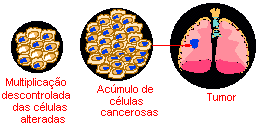 Multiplicação
descontrolada
das células
alteradas
Acúmulo de
células
cancerosas
Tumor